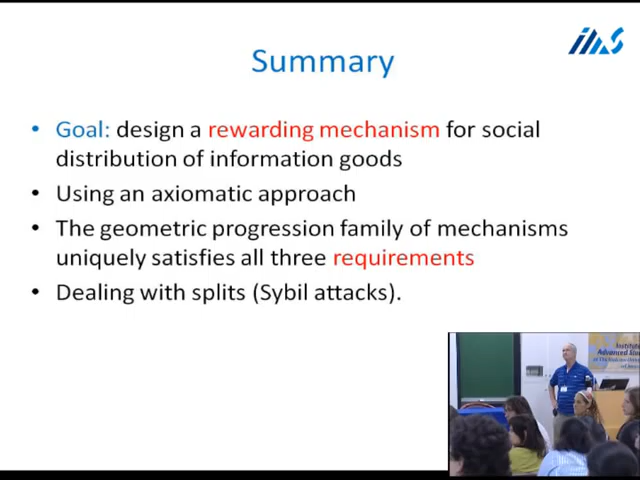 iias
Summary
• Goal: design a rewarding mechanism for social
distribution of information goods
• Using an axiomatic approach
• The geometric progression family of mechanisms
uniquely satisfies all three requirements
• Dealing with splits (Sybil attacks).
Advanced